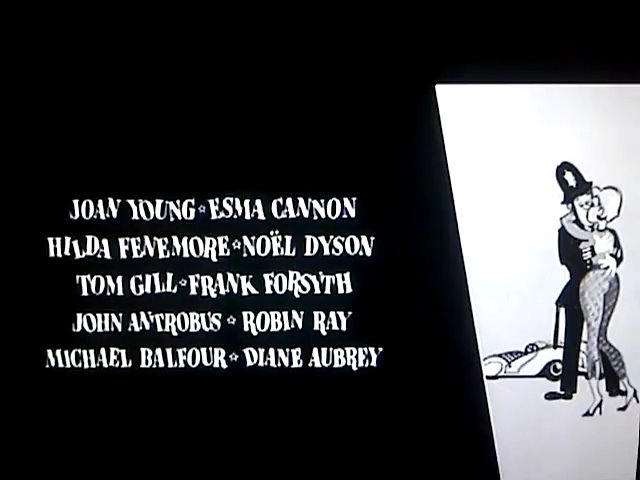 JOAN YOUNG ☆ ESMA CANNON
HILDA FENEMORE ☆ NOËL DYSON
TOM GILL ☆ FRANK FORSYTH
JOHN ANTROBUS ☆ ROBIN RAY
MICHAEL BALFOUR ☆ DIANE AUBREY